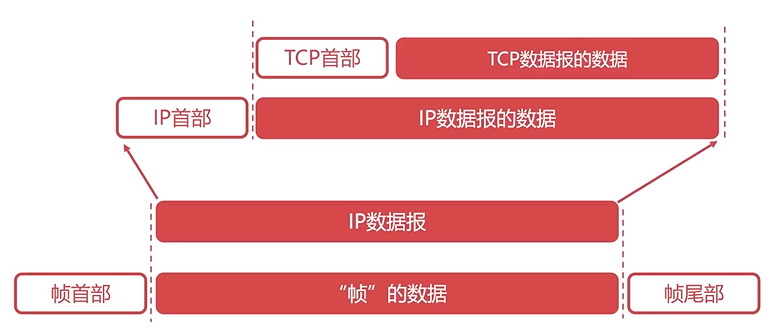 TCP首部
TCP数据报的数据
IP首部
IP数据报的数据
IP数据报
帧首部
“帧”的数据
帧尾部